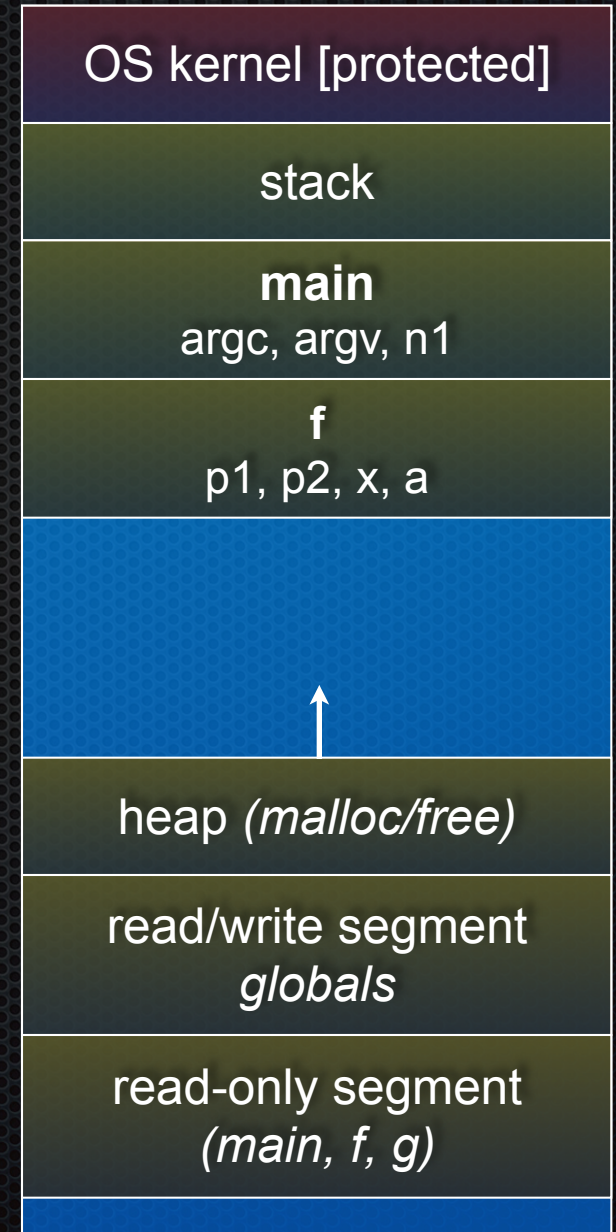 OS kernel [protected]
stack
main
argc, argv, n1
f
p1, p2, x, a
heap (malloc/free)
read/write segment
globals
read-only segment
(main, f, g)